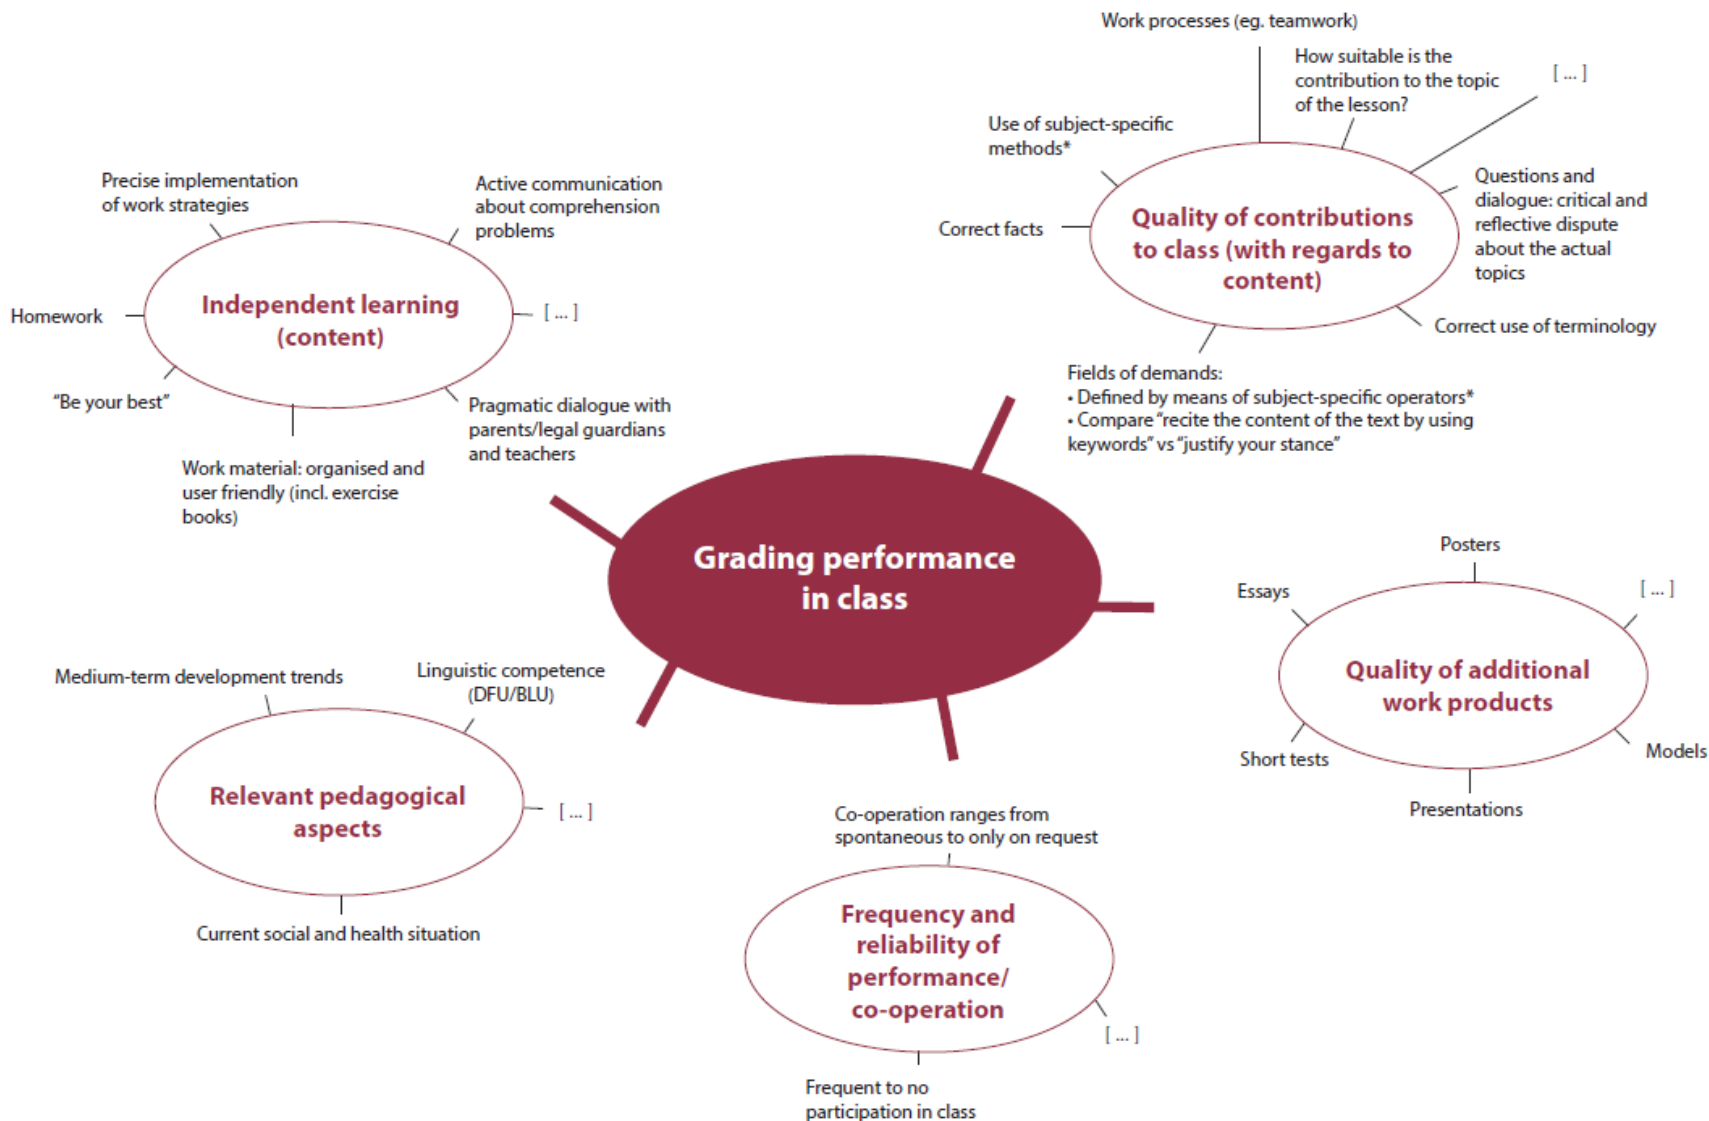 Work processes (eg. teamwork)
How suitable is the
contribution to the topic
of the lesson?
[ ... ]
Use of subject-specific
methods*
Questions and
dialogue: critical and
reflective dispute
about the actual
topics
Correct facts
Quality of contributions
to class (with regards to
content)
Correct use of terminology
Fields of demands:
• Defined by means of subject-specific operators*
• Compare “recite the content of the text by using
keywords” vs “justify your stance”
Precise implementation
of work strategies
Active communication
about comprehension
problems
Homework
Independent learning
(content)
[ ... ]
“Be your best”
Pragmatic dialogue with
parents/legal guardians
and teachers
Work material: organised and
user friendly (incl. exercise
books)
Grading performance
in class
Posters
Essays
[ ... ]
Quality of additional
work products
Short tests
Models
Presentations
Medium-term development trends
Linguistic competence
(DFU/BLU)
Relevant pedagogical
aspects
[ ... ]
Current social and health situation
Co-operation ranges from
spontaneous to only on request
Frequency and
reliability of
performance/
co-operation
[ ... ]
Frequent to no
participation in class